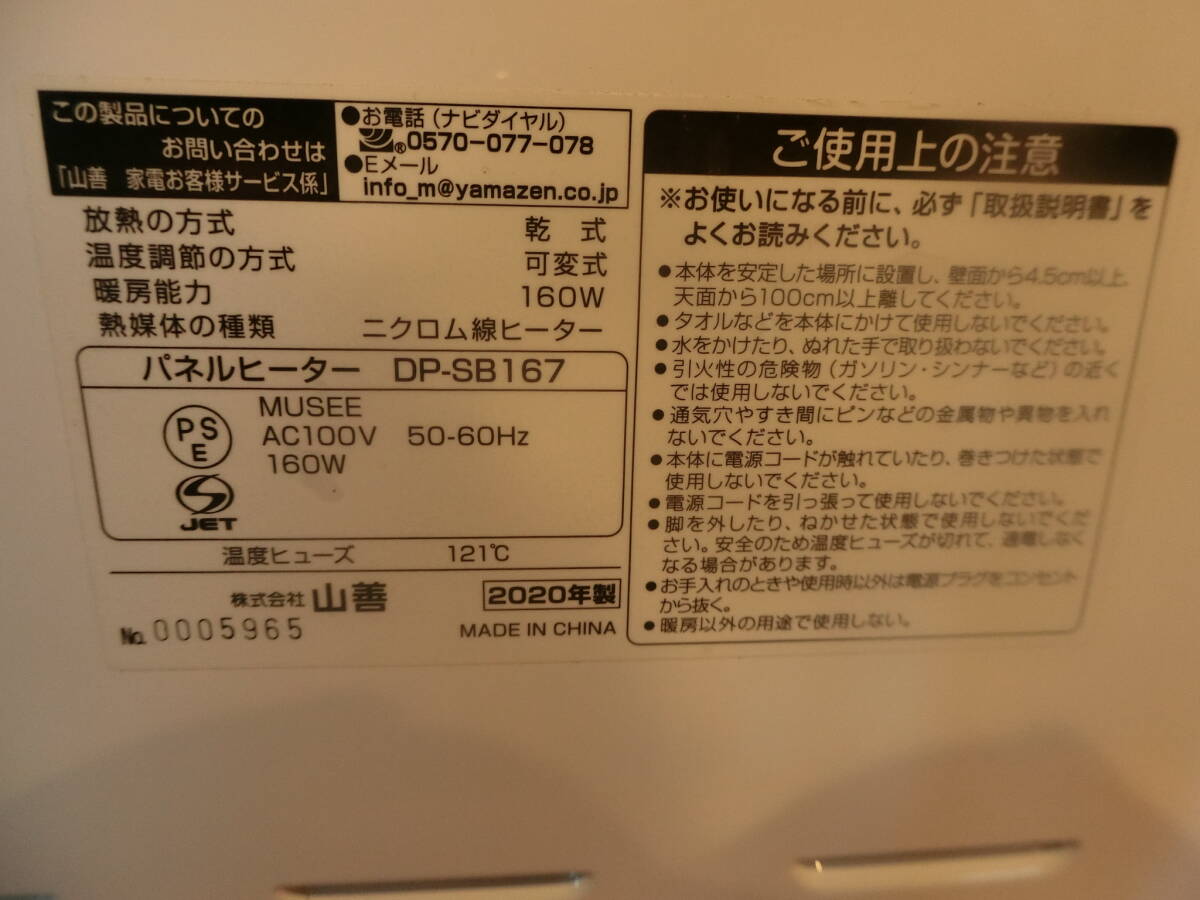 この製品についての
お問い合わせは
「山善 家電お客様サービス係」
●お電話（ナビダイヤル）
®0570-077-078
●Eメール
info_m@yamazen.co.jp
放熱の方式 乾 式
温度調節の方式 可変式
暖房能力 160W
熱媒体の種類 ニクロム線ヒーター
パネルヒーター DP-SB167
PS
E
MUSEE
AC100V 50-60Hz
160W
JET
温度ヒューズ 121℃
株式会社 山善 2020年製
No. 0005965 MADE IN CHINA
ご使用上の注意
※お使いになる前に、必ず「取扱説明書」を
よくお読みください。
●本体を安定した場所に設置し、壁面から4.5cm以上、
天面から100cm以上離してください。
●タオルなどを本体にかけて使用しないでください。
●水をかけたり、ぬれた手で取り扱わないでください。
●引火性の危険物（ガソリン・シンナーなど）の近く
では使用しないでください。
●通気穴やすき間にピンなどの金属物や異物を入れ
ないでください。
●本体に電源コードが触れていたり、巻きつけた状態で
使用しないでください。
●電源コードを引っ張って使用しないでください。
●脚を外したり、ねかせた状態で使用しないでくだ
さい。安全のため温度ヒューズが切れて、通電しなく
なる場合があります。
●お手入れのときや使用時以外は電源プラグをコンセント
から抜く。
●暖房以外の用途で使用しない。